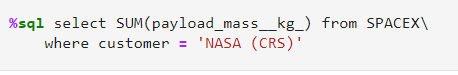 %sql select SUM(payload_mass__kg_) from SPACEX\
where customer = 'NASA (CRS)'